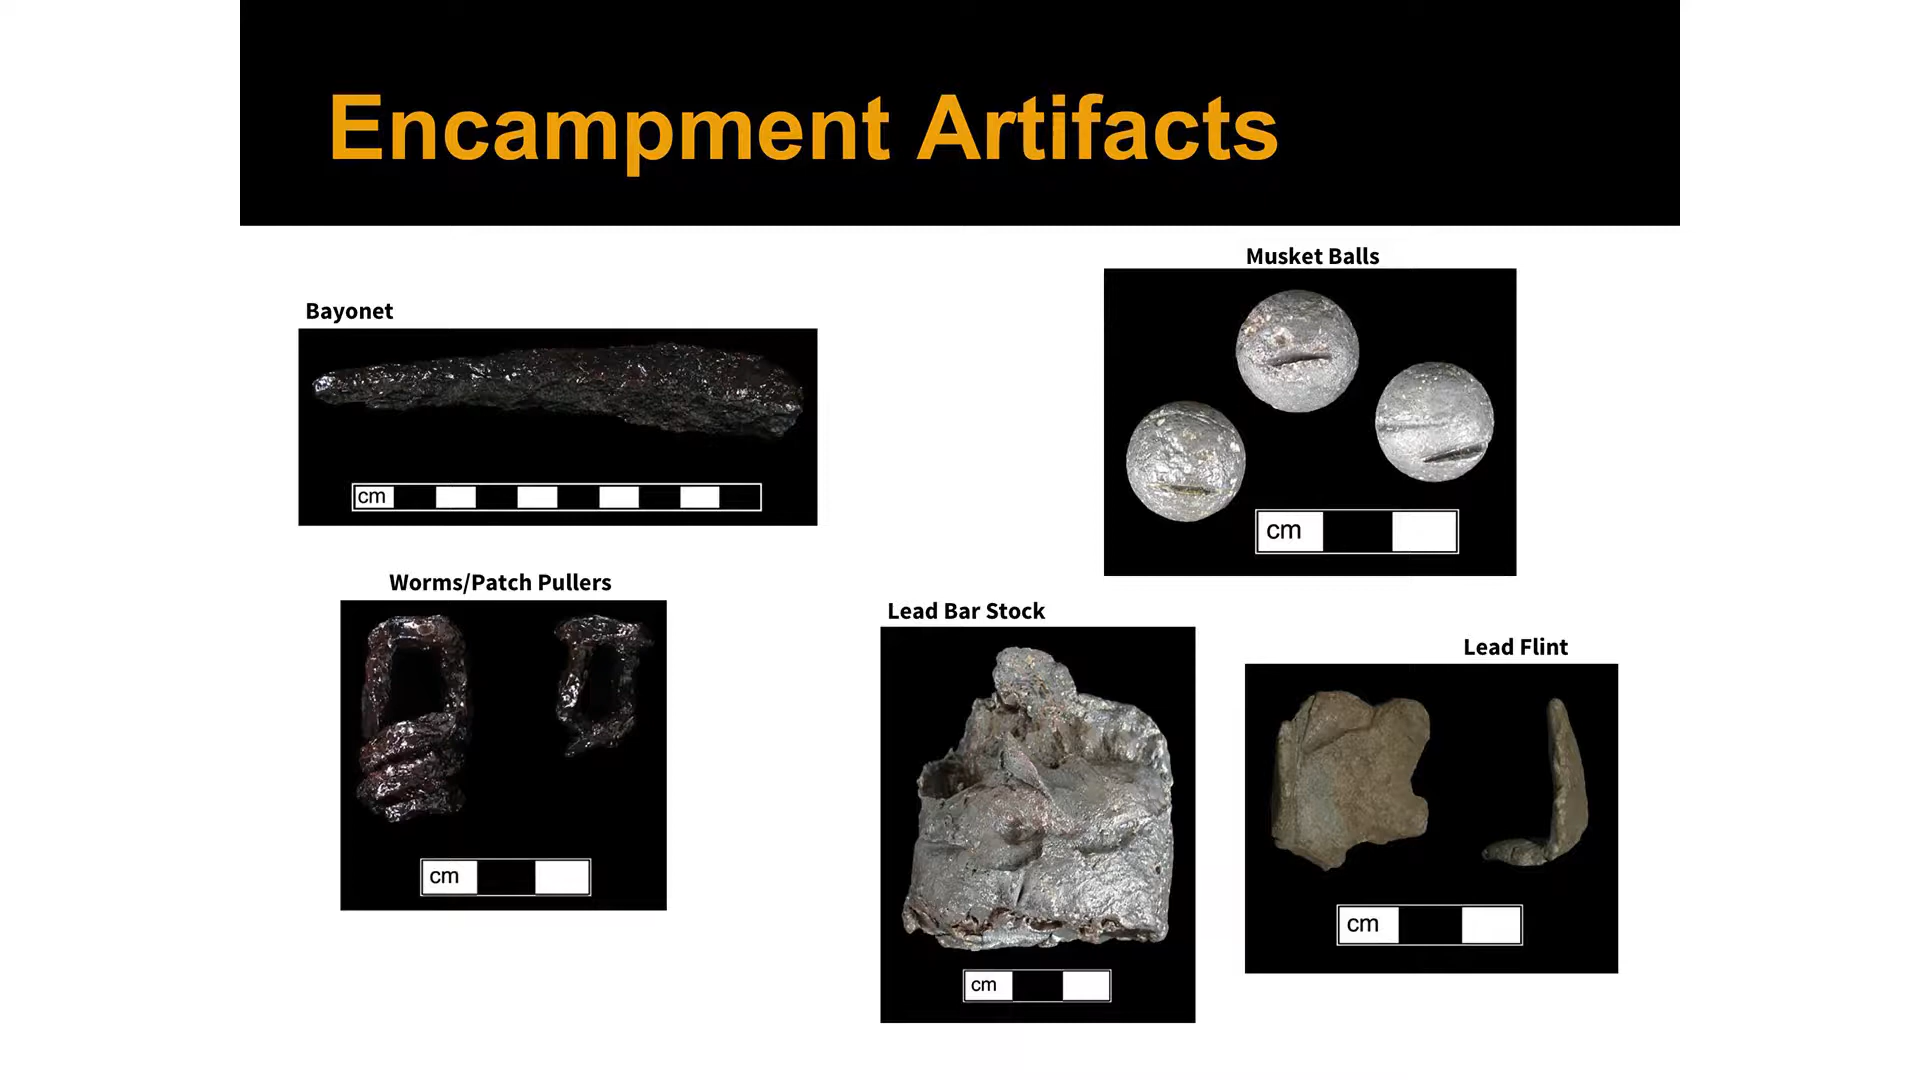 Encampment Artifacts
Musket Balls
Bayonet
cm
cm
Worms/Patch Pullers
Lead Bar Stock
Lead Flint
cm
cm
cm